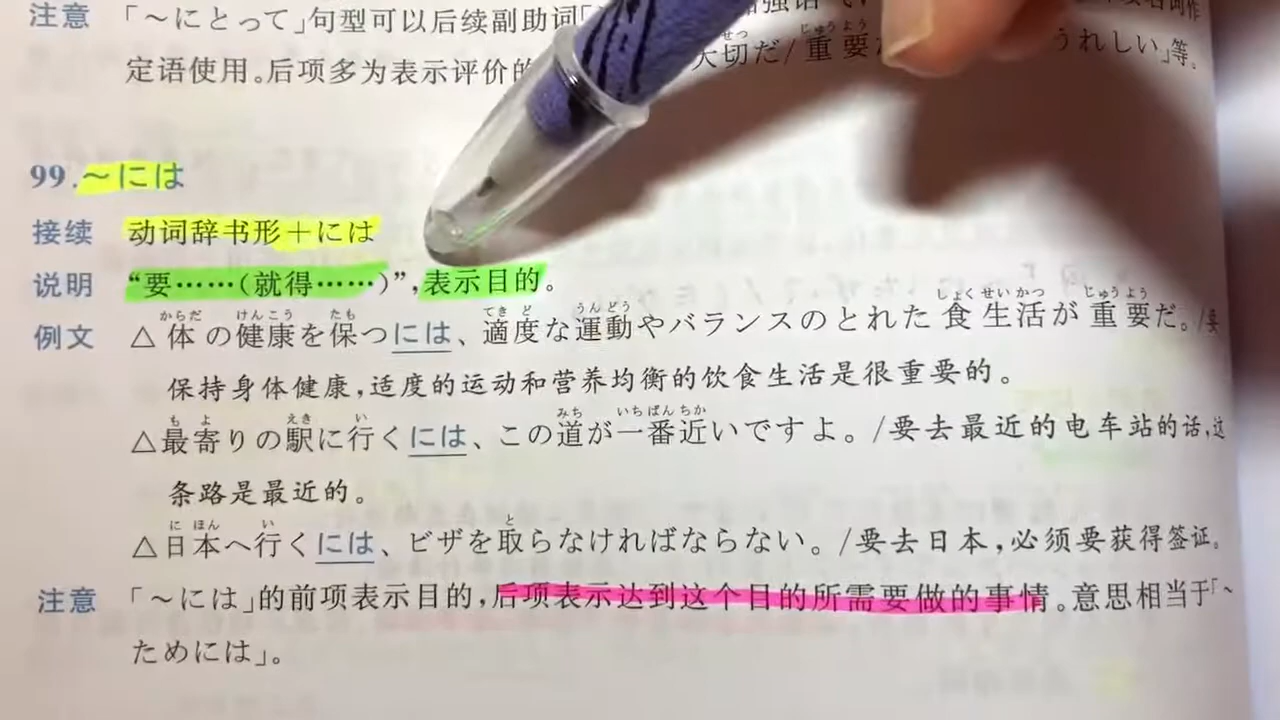 注意 「～にとって」句型可以后续副助词
定语使用。后项多为表示评价的 切だ/重要 うれしい」等。
99.～には
接续 动词辞书形＋には
说明 “要……(就得……)”,表示目的。
例文 △体の健康を保つには、適度な運動やバランスのとれた食生活が重要だ。/要
保持身体健康,适度的运动和营养均衡的饮食生活是很重要的。
△最寄りの駅に行くには、この道が一番近いですよ。/要去最近的电车站的话,这
条路是最近的。
△日本へ行くには、ビザを取らなければならない。/要去日本,必须要获得签证。
注意 「～には」的前项表示目的,后项表示达到这个目的所需要做的事情。意思相当于「～
ためには」。